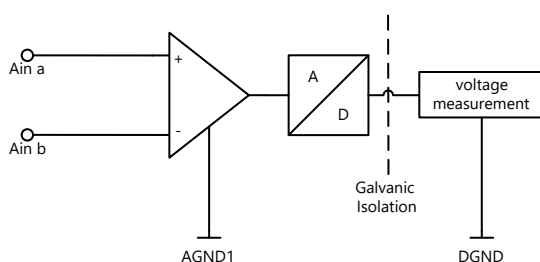 Ain a
+
-
Ain b
A
D
voltage
measurement
Galvanic
Isolation
AGND1
DGND